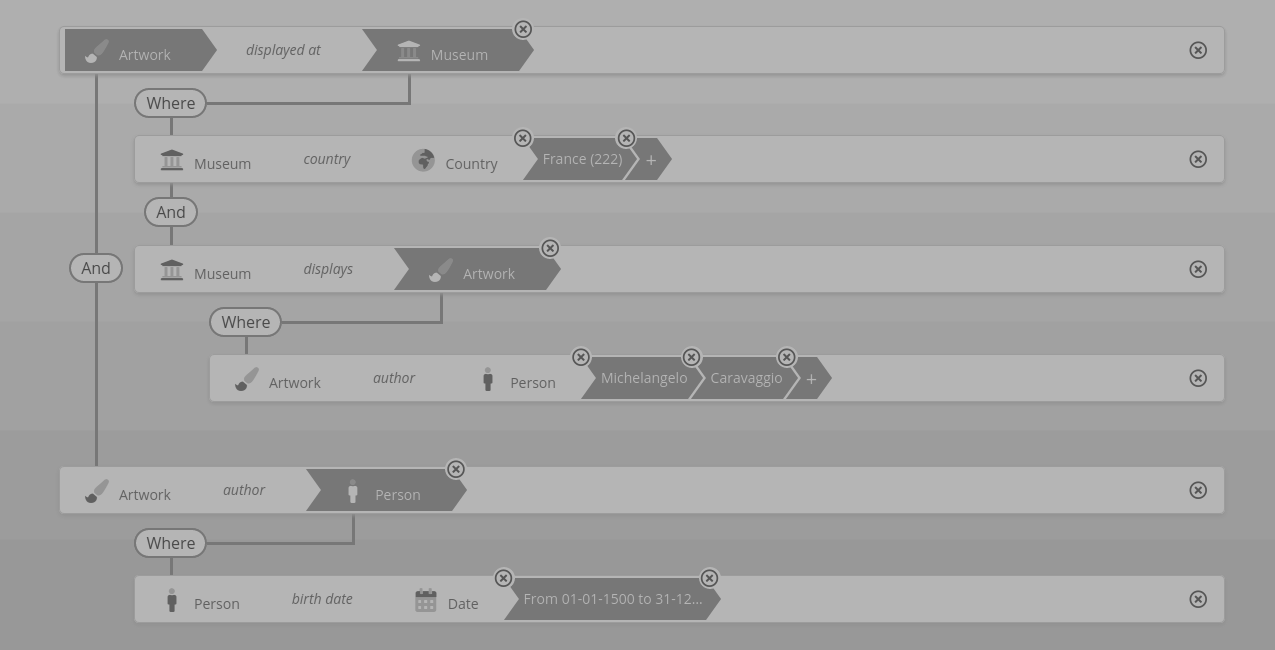 Artwork displayed at Museum
Where
Museum country Country France (222) +
And
Museum displays Artwork
And
Where
Artwork author Person Michelangelo Caravaggio +
Artwork author Person
Where
Person birth date Date From 01-01-1500 to 31-12...